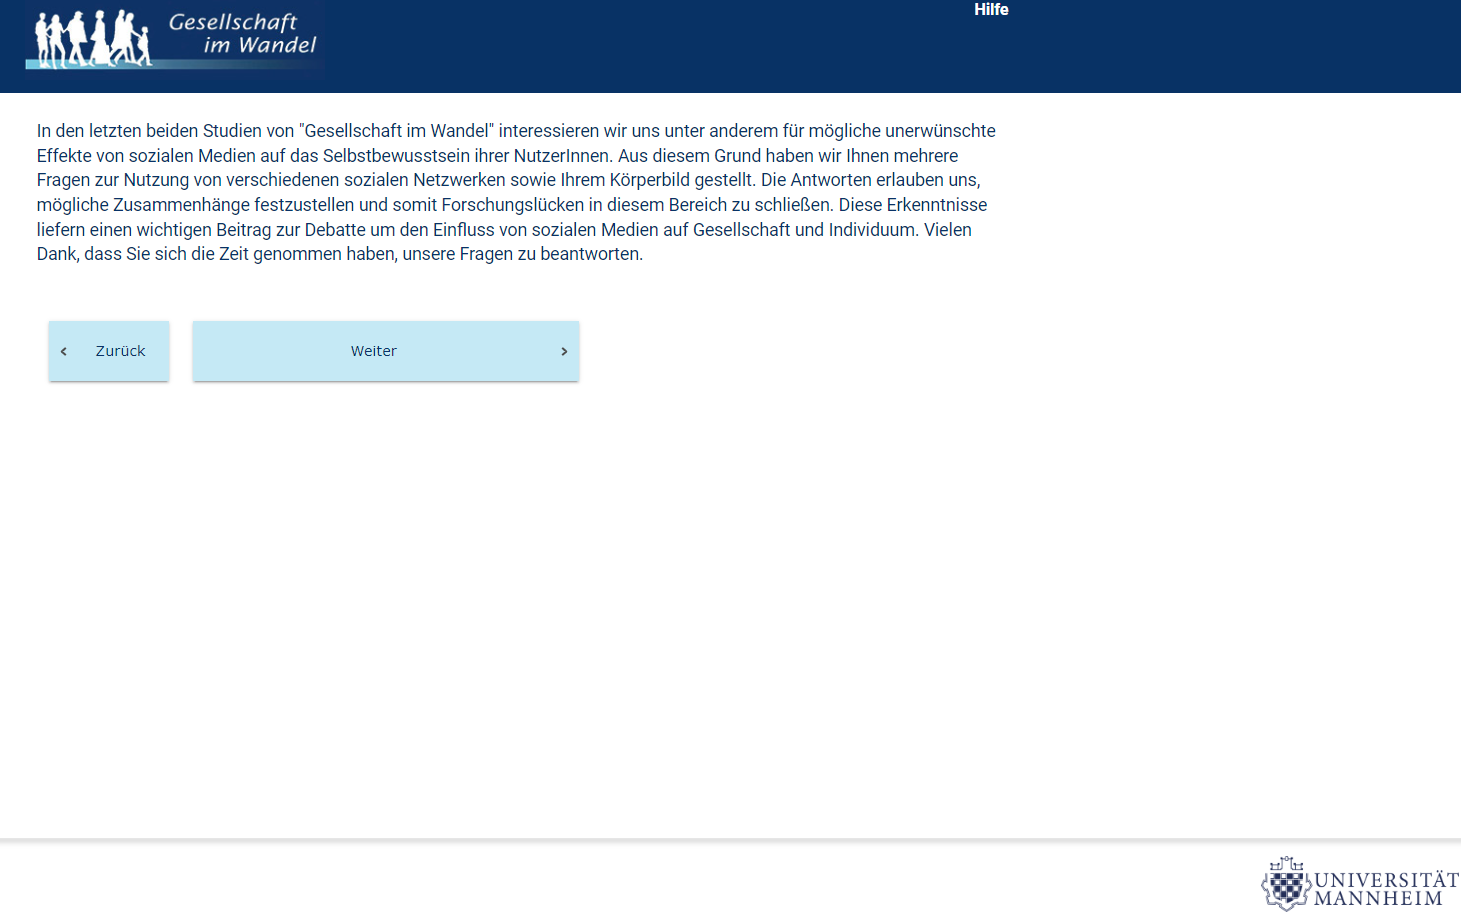 Gesellschaft
im Wandel
Hilfe
In den letzten beiden Studien von "Gesellschaft im Wandel" interessieren wir uns unter anderem für mögliche unerwünschte
Effekte von sozialen Medien auf das Selbstbewusstsein ihrer NutzerInnen. Aus diesem Grund haben wir Ihnen mehrere
Fragen zur Nutzung von verschiedenen sozialen Netzwerken sowie Ihrem Körperbild gestellt. Die Antworten erlauben uns,
mögliche Zusammenhänge festzustellen und somit Forschungslücken in diesem Bereich zu schließen. Diese Erkenntnisse
liefern einen wichtigen Beitrag zur Debatte um den Einfluss von sozialen Medien auf Gesellschaft und Individuum. Vielen
Dank, dass Sie sich die Zeit genommen haben, unsere Fragen zu beantworten.
Zurück
Weiter
UNIVERSITÄT
MANNHEIM